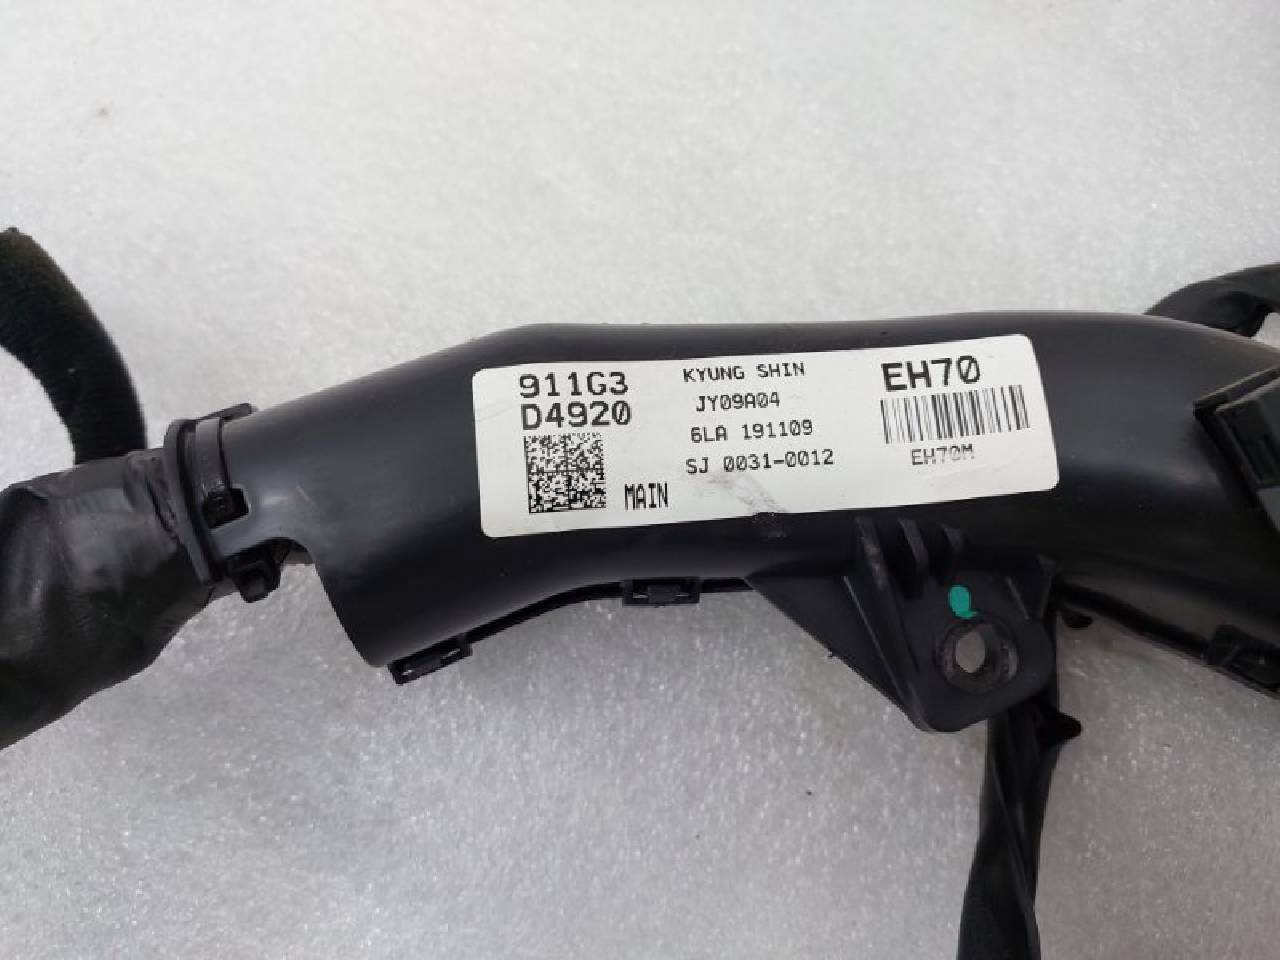 911G3
D4920
MAIN
KYUNG SHIN
JY09A04
6LA 191109
SJ 0031-0012
EH70
EH70M